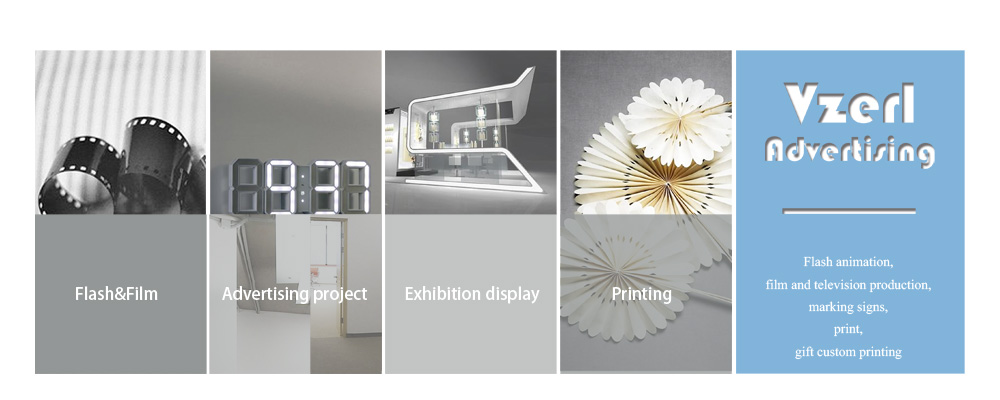 Vzerl
Advertising
Flash&Film
Advertising project
Exhibition display
Printing
Flash animation,
film and television production,
marking signs,
print,
gift custom printing